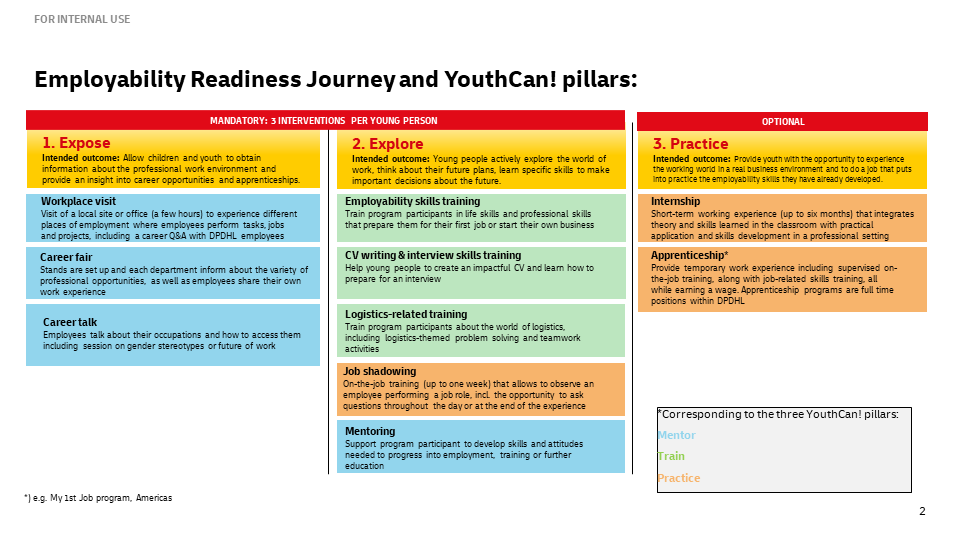 FOR INTERNAL USE
Employability Readiness Journey and YouthCan! pillars:
MANDATORY: 3 INTERVENTIONS PER YOUNG PERSON
1. Expose
Intended outcome: Allow children and youth to obtain
information about the professional work environment and
provide an insight into career opportunities and apprenticeships.
Workplace visit
Visit of a local site or office (a few hours) to experience different
places of employment where employees perform tasks, jobs
and projects, including a career Q&A with DPDHL employees
Career fair
Stands are set up and each department inform about the variety of
professional opportunities, as well as employees share their own
work experience
Career talk
Employees talk about their occupations and how to access them
including session on gender stereotypes or future of work
2. Explore
Intended outcome: Young people actively explore the world of
work, think about their future plans, learn specific skills to make
important decisions about the future.
Employability skills training
Train program participants in life skills and professional skills
that prepare them for their first job or start their own business
CV writing & interview skills training
Help young people to create an impactful CV and learn how to
prepare for an interview
Logistics-related training
Train program participants about the world of logistics,
including logistics-themed problem solving and teamwork
activities
Job shadowing
On-the-job training (up to one week) that allows to observe an
employee performing a job role, incl. the opportunity to ask
questions throughout the day or at the end of the experience
Mentoring
Support program participant to develop skills and attitudes
needed to progress into employment, training or further
education
OPTIONAL
3. Practice
Intended outcome: Provide youth with the opportunity to experience
the working world in a real business environment and to do a job that puts
into practice the employability skills they have already developed.
Internship
Short-term working experience (up to six months) that integrates
theory and skills learned in the classroom with practical
application and skills development in a professional setting
Apprenticeship*
Provide temporary work experience including supervised on-
the-job training, along with job-related skills training, all
while earning a wage. Apprenticeship programs are full time
positions within DPDHL
*Corresponding to the three YouthCan! pillars:
Mentor
Train
Practice
*) e.g. My 1st Job program, Americas
2